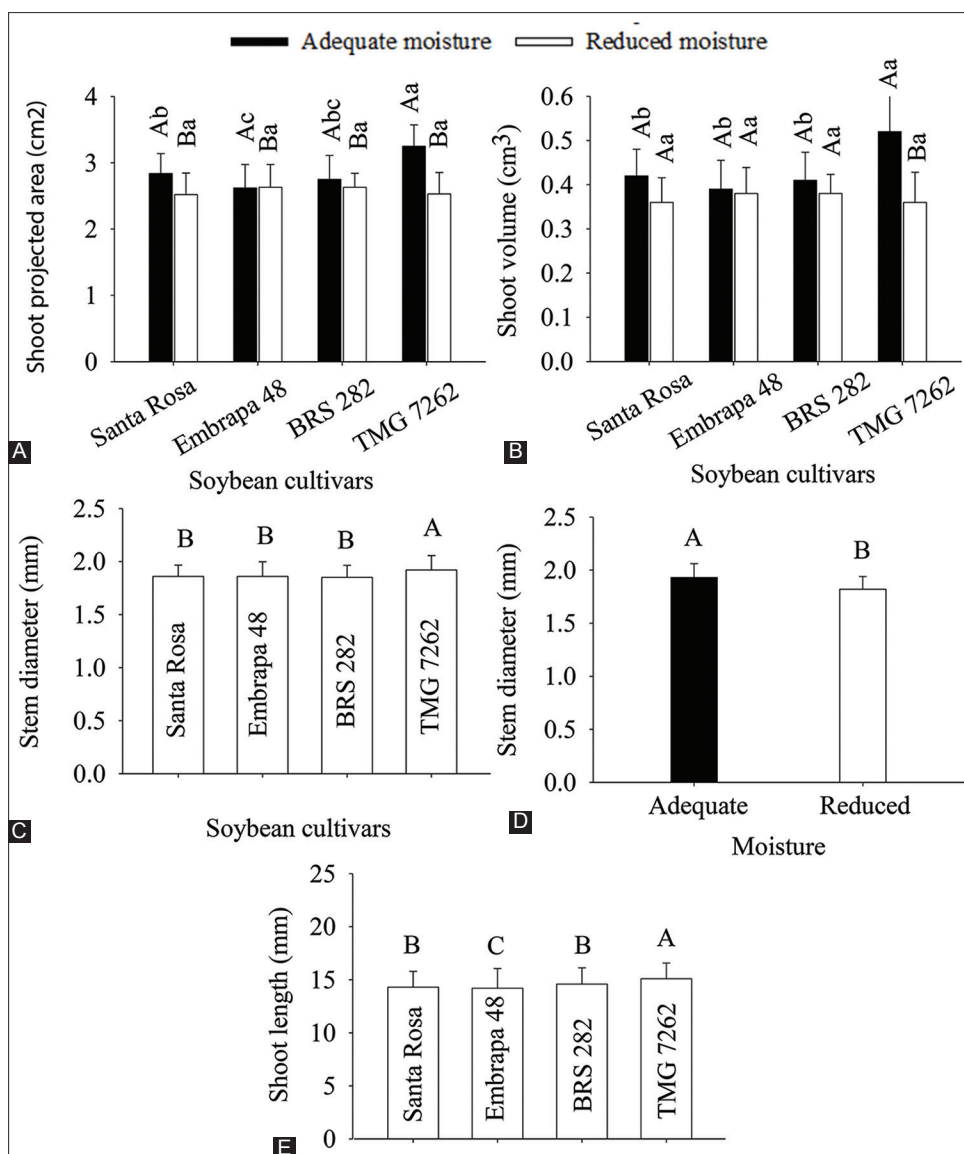 Adequate moisture Reduced moisture
Shoot projected area (cm2)
4
3
2
1
0
Ab Ba Ac Ba Abc Ba Aa Ba
Santa Rosa Embrapa 48 BRS 282 TMG 7262
A
Soybean cultivars
Shoot volume (cm³)
0.6
0.5
0.4
0.3
0.2
0.1
0.0
Ab Aa Ab Aa Ab Aa Aa Ba
Santa Rosa Embrapa 48 BRS 282 TMG 7262
B
Soybean cultivars
Stem diameter (mm)
2.5
2.0
1.5
1.0
0.5
0.0
B B B A
Santa Rosa Embrapa 48 BRS 282 TMG 7262
C
Soybean cultivars
Stem diameter (mm)
2.5
2.0
1.5
1.0
0.5
0.0
A B
Adequate Reduced
D
Moisture
Shoot length (mm)
25
20
15
10
5
0
B C B A
Santa Rosa Embrapa 48 BRS 282 TMG 7262
E